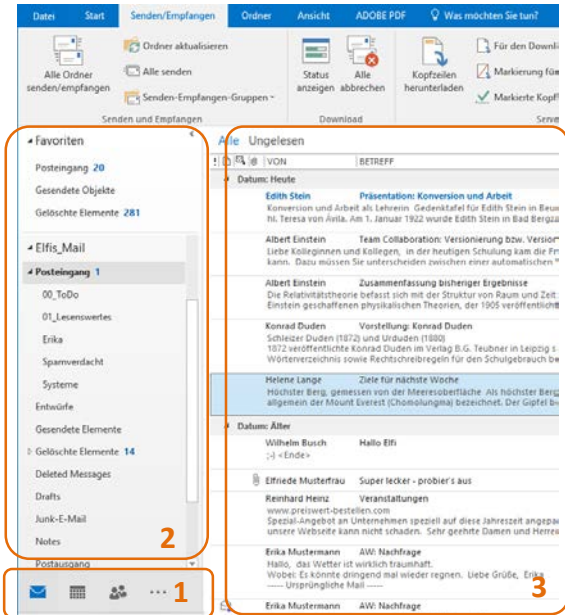 Datei Start Senden/Empfangen Ordner Ansicht ADOBE PDF Was möchten Sie tun?
Alle Ordner
senden/empfangen
Ordner aktualisieren
Alle senden
Senden-Empfangen-Gruppen
Senden und Empfangen
Status
anzeigen
Alle
abbrechen
Download
Kopfzeilen
herunterladen
Für den Downl
Markierung für
Markierte Kopf
Serve
Favoriten
Posteingang 20
Gesendete Objekte
Gelöschte Elemente 281
Elfis_Mail
Posteingang 1
00_ToDo
01_Lesenswertes
Erika
Spamverdacht
Systeme
Entwürfe
Gesendete Elemente
Gelöschte Elemente 14
Deleted Messages
Drafts
Junk-E-Mail
Notes
Postausgang
2
1
Alle Ungelesen
! VON BETREFF
Datum: Heute
Edith Stein Präsentation: Konversion und Arbeit
Konversion und Arbeit als Lehrerin Gedenktafel für Edith Stein in Beu
hl. Teresa von Ávila. Am 1. Januar 1922 wurde Edith Stein in Bad Bergza
Albert Einstein Team Collaboration: Versionierung bzw. Version
Liebe Kolleginnen und Kollegen, in der heutigen Schulung kam die Fr
kann. Dazu müssen Sie unterscheiden zwischen einer automatischen "
Albert Einstein Zusammenfassung bisheriger Ergebnisse
Die Relativitätstheorie befasst sich mit der Struktur von Raum und Zeit
Einstein geschaffenen physikalischen Theorien, der 1905 veröffentlicht
Konrad Duden Vorstellung: Konrad Duden
Schleizer Duden (1872) und Urduden (1880)
1872 veröffentlichte Konrad Duden im Verlag B.G. Teubner in Leipzig s
Wörterverzeichnis sowie Rechtschreibregeln für den Schulgebrauch be
Helene Lange Ziele für nächste Woche
Höchster Berg, gemessen von der Meeresoberfläche Als höchster Berg
allgemein der Mount Everest (Chomolungma) bezeichnet. Der Gipfel b
Datum: Älter
Wilhelm Busch Hallo Elfi
;-) <Ende>
Elfriede Musterfrau Super lecker - probier's aus
Reinhard Heinz Veranstaltungen
www.preiswert-bestellen.com
Spezial-Angebot an Unternehmen speziell auf diese Jahreszeit angepa
unsere Webseite kann nicht schaden. Sehr geehrte Damen und Herre
Erika Mustermann AW: Nachfrage
Hallo, das Wetter ist wirklich traumhaft.
Wobei: Es könnte dringend mal wieder regnen. Liebe Grüße, Erika
----- Ursprüngliche Mail -----
Erika Mustermann AW: Nachfrage
3